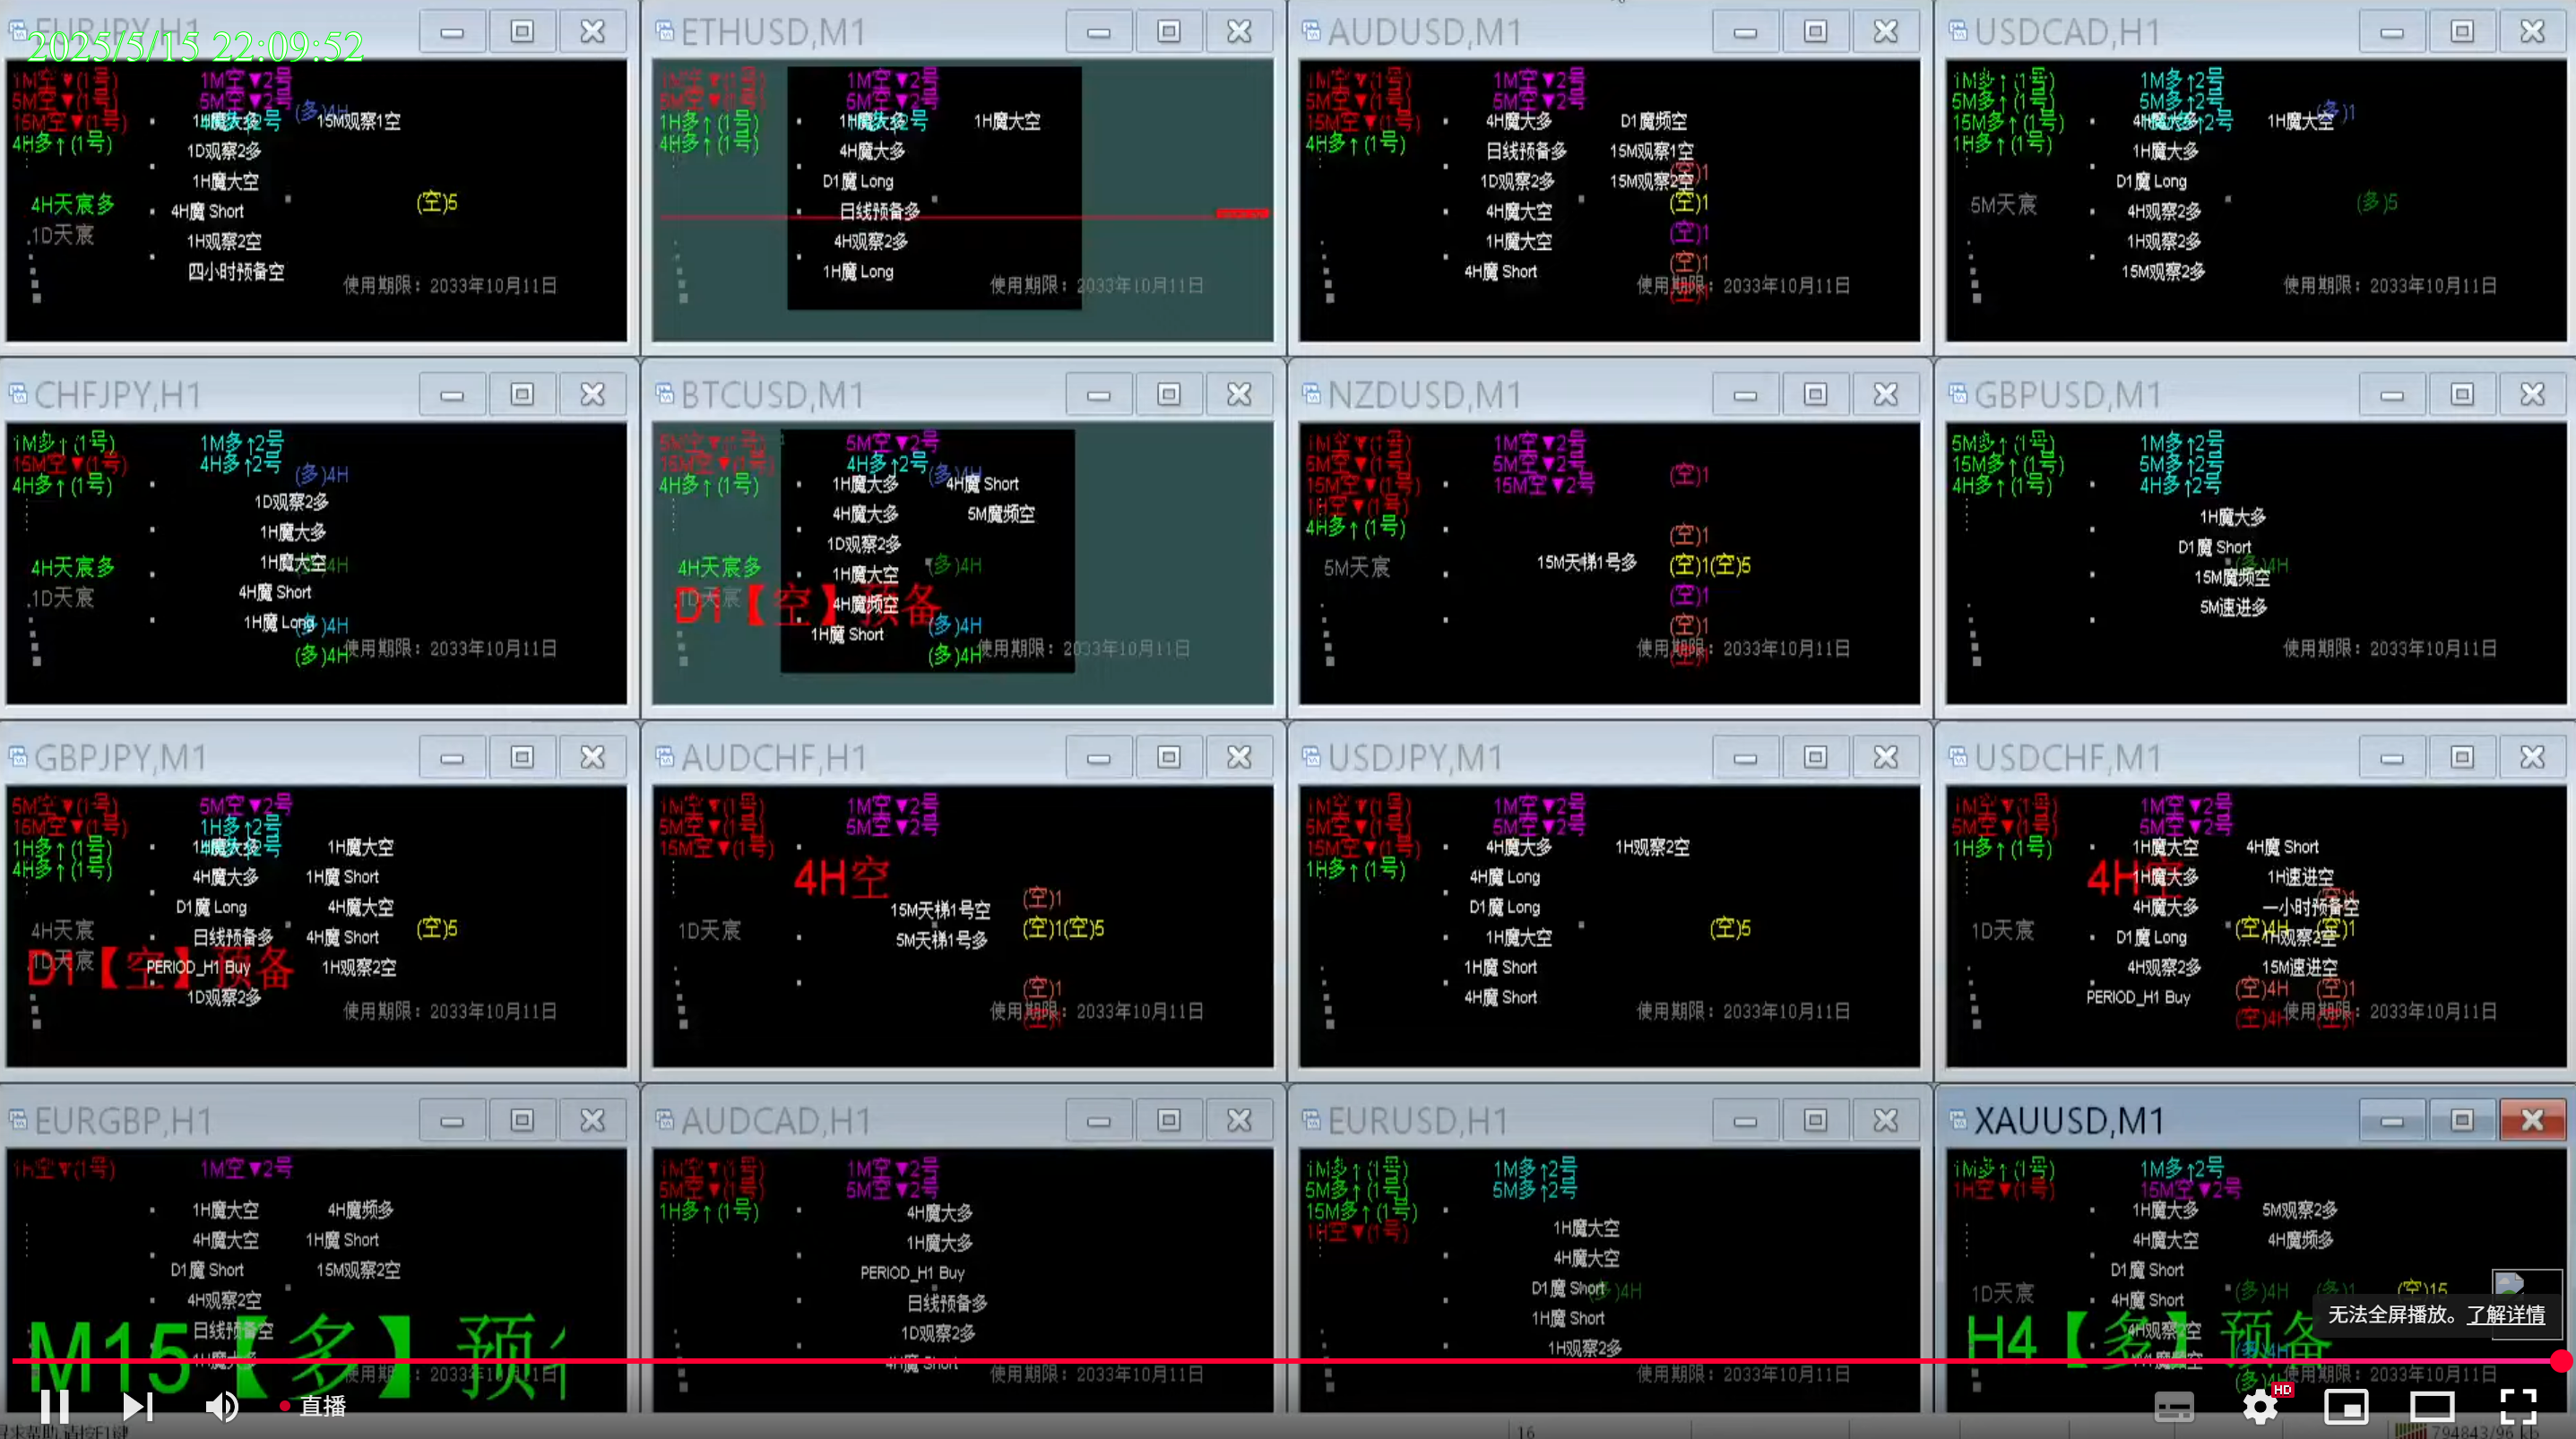 EURJPY,H1
2025/5/15 22:09:52
1M空▼(1号) 1M空▼2号
5M空▼(1号) 5M空▼2号 (多)4H
15M空▼(1号) 1H魔大多 15M观察1空
4H多↑(1号)
1D观察2多
1H魔大空
4H天宸多 (空)5
4H魔 Short
1D天宸
1H观察2空
四小时预备空
使用期限：2033年10月11日
ETHUSD,M1
1M空▼(1号) 1M空▼2号
5M空▼(1号) 5M空▼2号
1H多↑(1号) 1H魔大多 1H魔大空
4H多↑(1号) 4H魔大多
D1魔 Long
日线预备多
4H观察2多
1H魔 Long
使用期限：2033年10月11日
AUDUSD,M1
1M空▼(1号) 1M空▼2号
5M空▼(1号) 5M空▼2号
15M空▼(1号) 4H魔大多 D1魔频空
4H多↑(1号) 日线预备多 15M观察1空
(空)1
1D观察2多 15M观察2空
(空)1
4H魔大空
(空)1
1H魔大空
(空)1
4H魔 Short
使用期限：2033年10月11日
USDCAD,H1
1M多↑(1号) 1M多↑2号
5M多↑(1号) 5M多↑2号
(多)1
15M多↑(1号) 4H魔大多 1H魔大空
1H多↑(1号) 1H魔大多
D1魔 Long
5M天宸 (多)5
4H观察2多
1H观察2多
15M观察2多
使用期限：2033年10月11日
CHFJPY,H1
1M多↑(1号) 1M多↑2号
15M空▼(1号) 4H多↑2号
4H多↑(1号) (多)4H
1D观察2多
1H魔大多
1H魔大空
4H天宸多
4H魔 Short
1D天宸
1H魔 Long (多)4H
(多)4H
使用期限：2033年10月11日
BTCUSD,M1
5M空▼(1号) 5M空▼2号
15M空▼(1号) 4H多↑2号 (多)4H
4H多↑(1号) 1H魔大多 4H魔 Short
4H魔大多 5M魔频空
1D观察2多
4H天宸多 1H魔大空 (多)4H
D1【空】预备
1D天宸 4H魔频空
1H魔 Short (多)4H
(多)4H
使用期限：2033年10月11日
NZDUSD,M1
1M空▼(1号) 1M空▼2号
5M空▼(1号) 5M空▼2号
15M空▼(1号) 15M空▼2号 (空)1
1H空▼(1号)
4H多↑(1号) (空)1
5M天宸 15M天梯1号多 (空)1(空)5
(空)1
(空)1
使用期限：2033年10月11日
GBPUSD,M1
5M多↑(1号) 1M多↑2号
15M多↑(1号) 5M多↑2号
4H多↑(1号) 4H多↑2号
1H魔大多
D1魔 Short
(多)4H
15M魔频空
5M速进多
使用期限：2033年10月11日
GBPJPY,M1
5M空▼(1号) 5M空▼2号
15M空▼(1号) 1H多↑2号
1H多↑(1号) 1H魔大多 1H魔大空
4H多↑(1号) 4H魔大多 1H魔 Short
D1魔 Long 4H魔大空
4H天宸 日线预备多 4H魔 Short (空)5
D1【空】预备
1D天宸 PERIOD_H1 Buy 1H观察2空
1D观察2多
使用期限：2033年10月11日
AUDCHF,H1
1M空▼(1号) 1M空▼2号
5M空▼(1号) 5M空▼2号
15M空▼(1号)
4H空
15M天梯1号空 (空)1
1D天宸 5M天梯1号多 (空)1(空)5
(空)1
使用期限：2033年10月11日
USDJPY,M1
1M空▼(1号) 1M空▼2号
5M空▼(1号) 5M空▼2号
15M空▼(1号) 4H魔大多 1H观察2空
1H多↑(1号) 4H魔 Long
D1魔 Long
1H魔大空 (空)5
1H魔 Short
4H魔 Short
使用期限：2033年10月11日
USDCHF,M1
1M空▼(1号) 1M空▼2号
5M空▼(1号) 5M空▼2号
1H多↑(1号) 1H魔大空 4H魔 Short
4H空
1H魔大多 1H速进空
4H魔大多 一小时预备空
1D天宸 D1魔 Long (空)4H 1H观察2空 (空)1
4H观察2多 15M速进空
PERIOD_H1 Buy (空)4H (空)1
(空)4H
使用期限：2033年10月11日
EURGBP,H1
1h空▼(1号) 1M空▼2号
1H魔大空 4H魔频多
4H魔大空 1H魔 Short
D1魔 Short 15M观察2空
4H观察2空
日线预备空
M15【多】预
使用期限：2033年10月11日
AUDCAD,H1
1M空▼(1号) 1M空▼2号
5M空▼(1号) 5M空▼2号
1H多↑(1号) 4H魔大多
1H魔大多
PERIOD_H1 Buy
日线预备多
1D观察2多
4H魔 Short
使用期限：2033年10月11日
EURUSD,H1
1M多↑(1号) 1M多↑2号
5M多↑(1号) 5M多↑2号
15M多↑(1号)
1H空▼(1号) 1H魔大空
4H魔大空
D1魔 Short (多)4H
1H魔 Short
1H观察2多
使用期限：2033年10月11日
XAUUSD,M1
1M多↑(1号) 1M多↑2号
1H空▼(1号) 15M空▼2号
1H魔大多 5M观察2多
4H魔大空 4H魔频多
D1魔 Short
1D天宸 4H魔 Short (多)4H (多)1 (空)15
4H观察2空
H4【多】预备
使用期限：2033年10月11日
无法全屏播放。了解详情
直播
HD
16
794843/96 kb